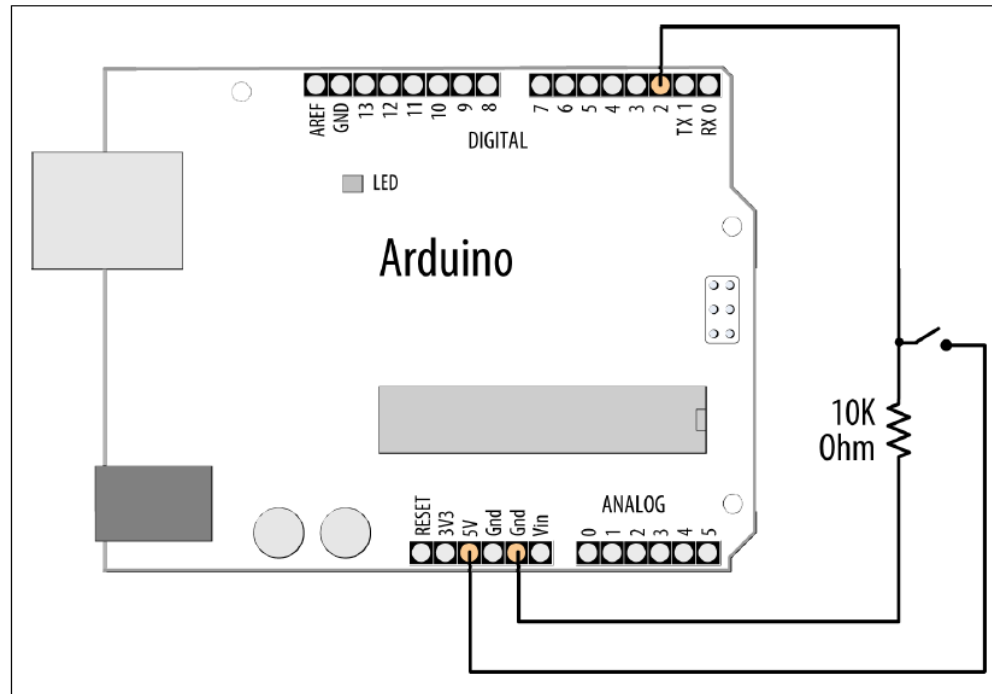 AREF GND 13 12 11 10 9 8 7 6 5 4 3 2 TX 1 RX 0
DIGITAL
LED
Arduino
10K
Ohm
RESET 3V3 5V Gnd Gnd Vin
ANALOG
0 1 2 3 4 5